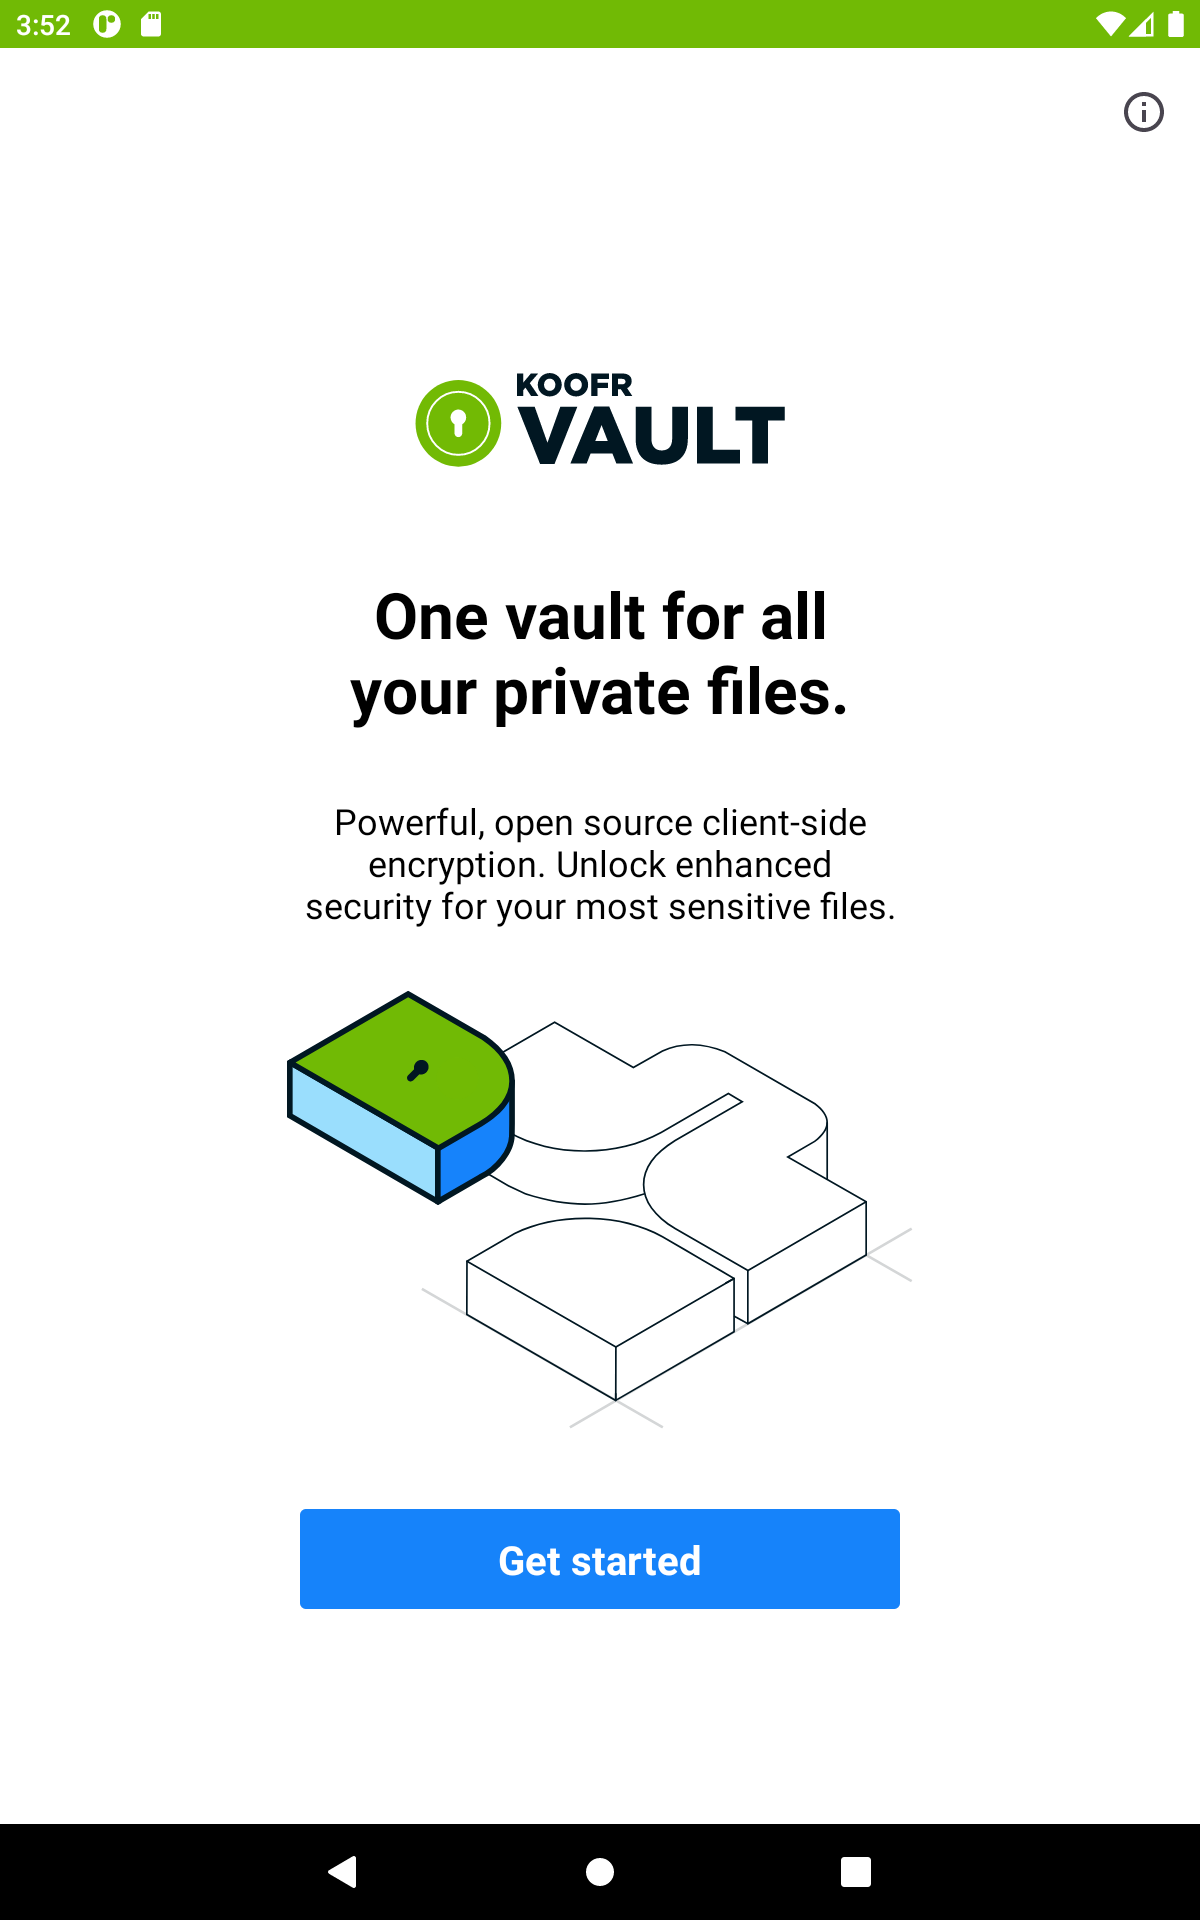 3:52
KOOFR
VAULT
One vault for all
your private files.
Powerful, open source client-side
encryption. Unlock enhanced
security for your most sensitive files.
Get started